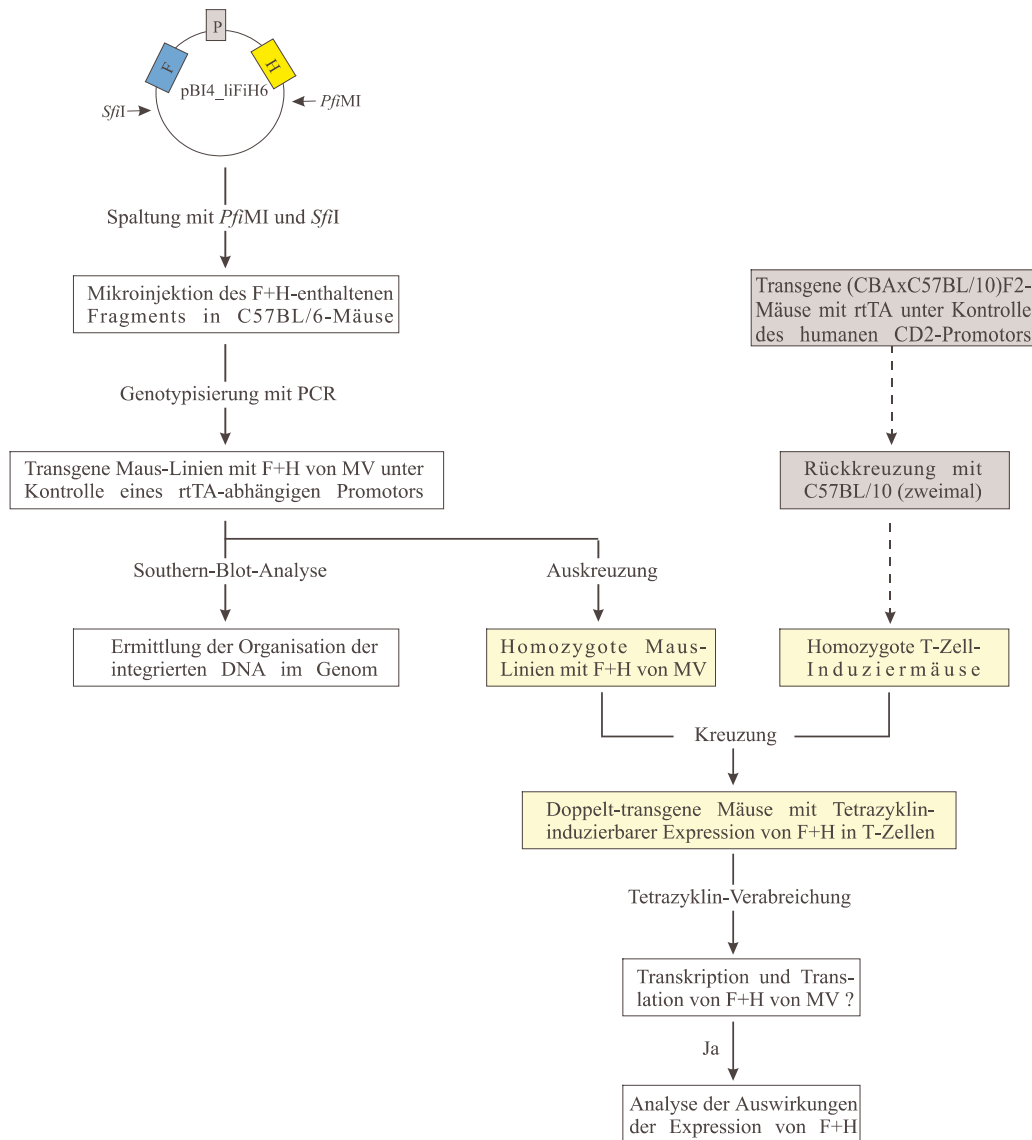 P
F
H
pBI4_liFiH6
SfiI
PfiMI
Spaltung mit PfiMI und SfiI
Mikroinjektion des F+H-enthaltenen
Fragments in C57BL/6-Mäuse
Genotypisierung mit PCR
Transgene Maus-Linien mit F+H von MV unter
Kontrolle eines rtTA-abhängigen Promotors
Southern-Blot-Analyse
Ermittlung der Organisation der
integrierten DNA im Genom
Auskreuzung
Homozygote Maus-
Linien mit F+H von MV
Transgene (CBAxC57BL/10)F2-
Mäuse mit rtTA unter Kontrolle
des humanen CD2-Promotors
Rückkreuzung mit
C57BL/10 (zweimal)
Homozygote T-Zell-
Induziermäuse
Kreuzung
Doppelt-transgene Mäuse mit Tetrazyklin-
induzierbarer Expression von F+H in T-Zellen
Tetrazyklin-Verabreichung
Transkription und Trans-
lation von F+H von MV ?
Ja
Analyse der Auswirkungen
der Expression von F+H